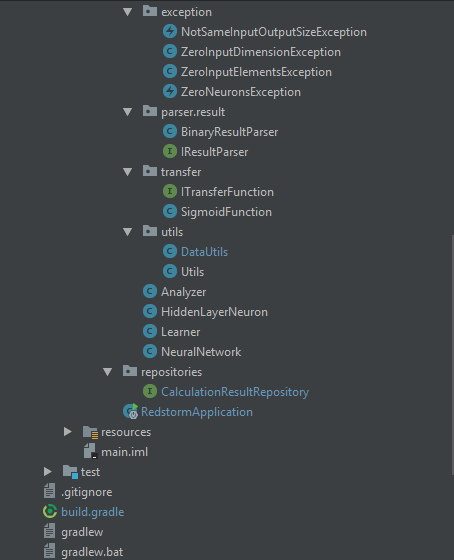 exception
NotSameInputOutputSizeException
ZeroInputDimensionException
ZeroInputElementsException
ZeroNeuronsException
parser.result
BinaryResultParser
IResultParser
transfer
ITransferFunction
SigmoidFunction
utils
DataUtils
Utils
Analyzer
HiddenLayerNeuron
Learner
NeuralNetwork
repositories
CalculationResultRepository
RedstormApplication
resources
main.iml
test
.gitignore
build.gradle
gradlew
gradlew.bat